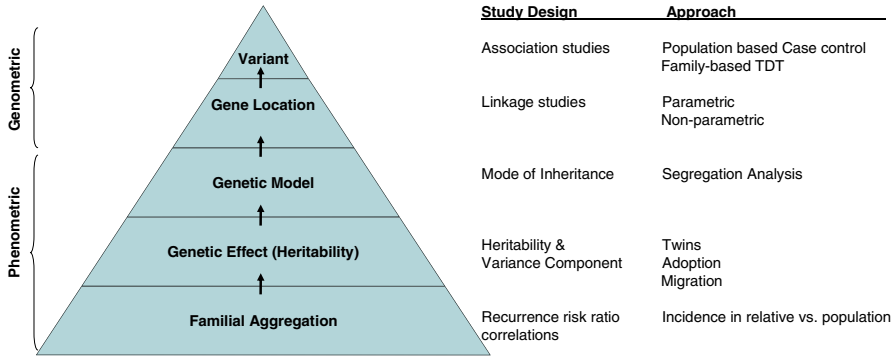 Study Design Approach
Genometric
Variant
Association studies Population based Case control
Family-based TDT
Gene Location
Linkage studies Parametric
Non-parametric
Phenometric
Genetic Model
Mode of Inheritance Segregation Analysis
Genetic Effect (Heritability)
Heritability & Twins
Variance Component Adoption
Migration
Familial Aggregation
Recurrence risk ratio Incidence in relative vs. population
correlations